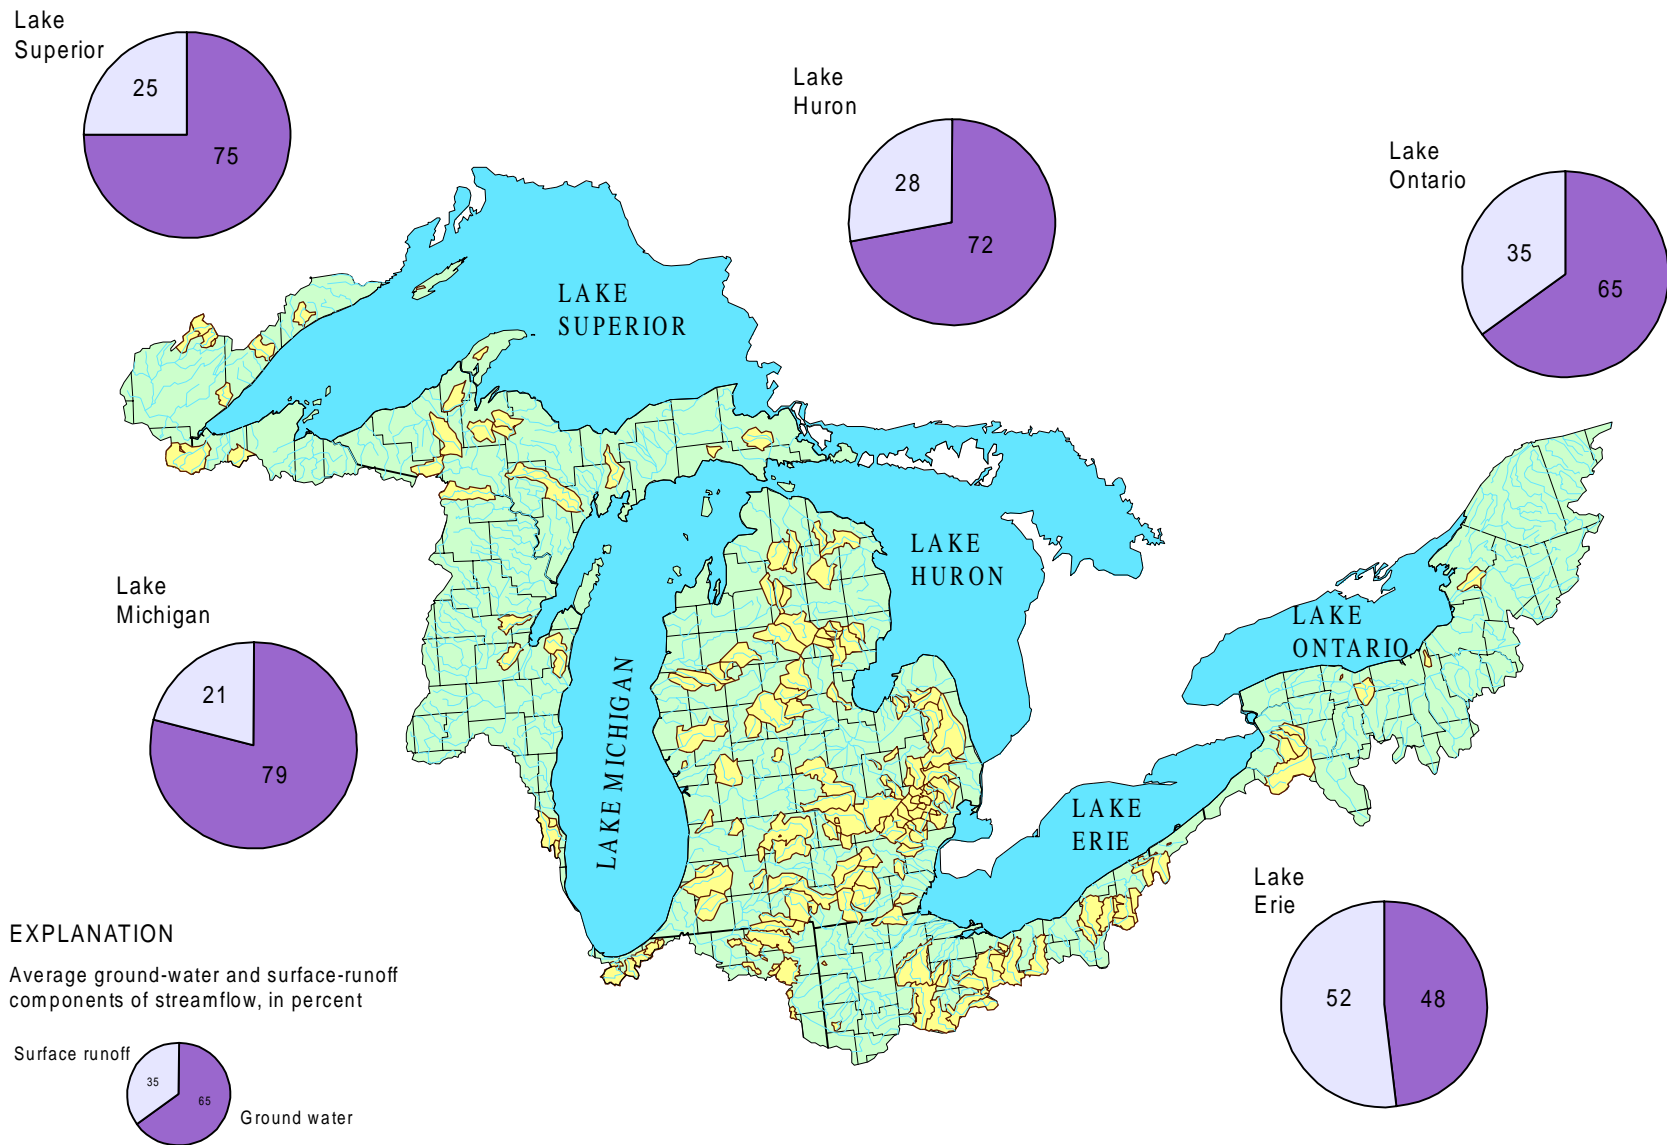 Lake
Superior
25
75
Lake
Huron
28
72
Lake
Ontario
35
65
LAKE
SUPERIOR
LAKE
HURON
Lake
Michigan
21
79
LAKE
ONTARIO
LAKE MICHIGAN
LAKE
ERIE
Lake
Erie
52
48
EXPLANATION
Average ground-water and surface-runoff
components of streamflow, in percent
Surface runoff
35
65
Ground water